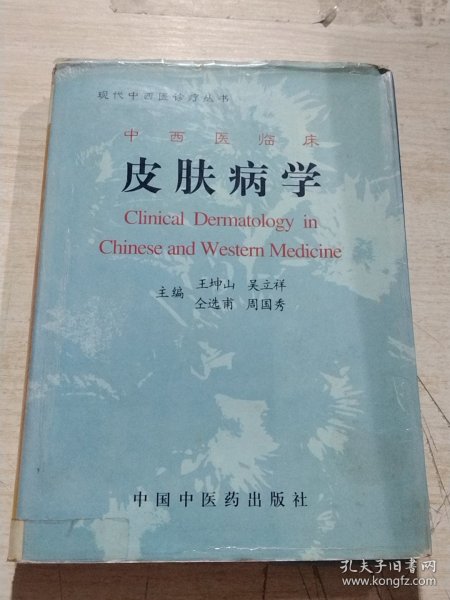 现代中西医诊疗丛书
中西医临床
皮肤病学
Clinical Dermatology in
Chinese and Western Medicine
主编 王坤山 吴立祥
仝选甫 周国秀
中国中医药出版社
孔夫子旧书网
www.kongfz.com